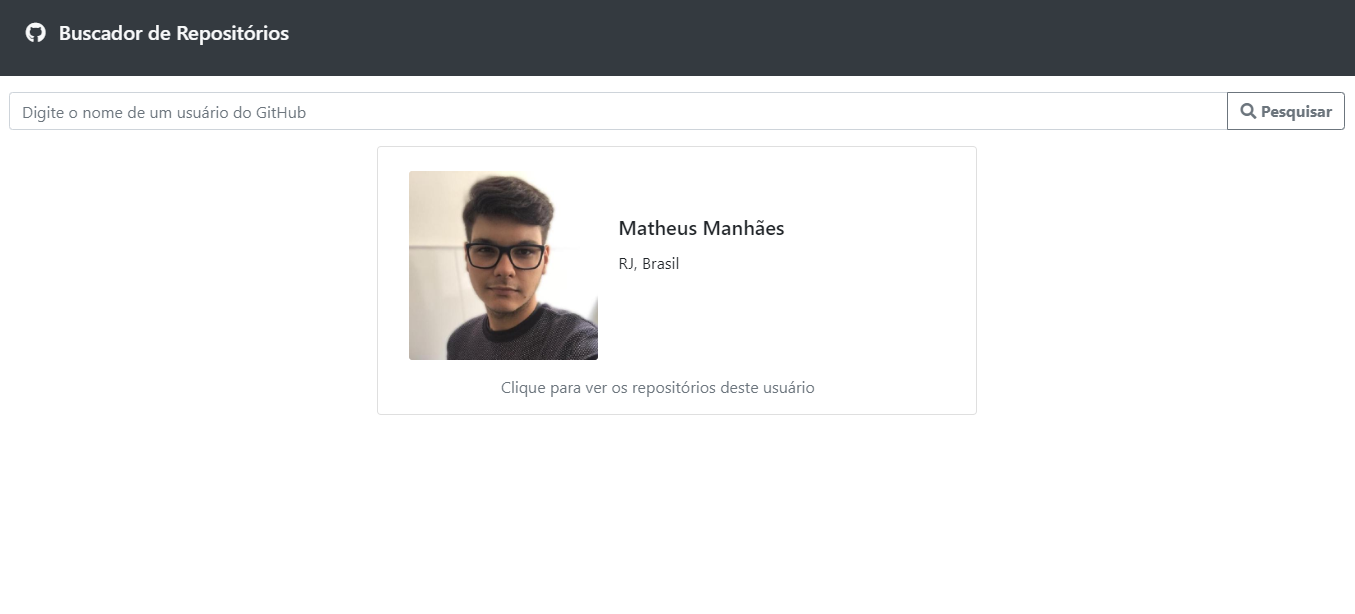 Buscador de Repositórios
Digite o nome de um usuário do GitHub
Pesquisar
Matheus Manhães
RJ, Brasil
Clique para ver os repositórios deste usuário